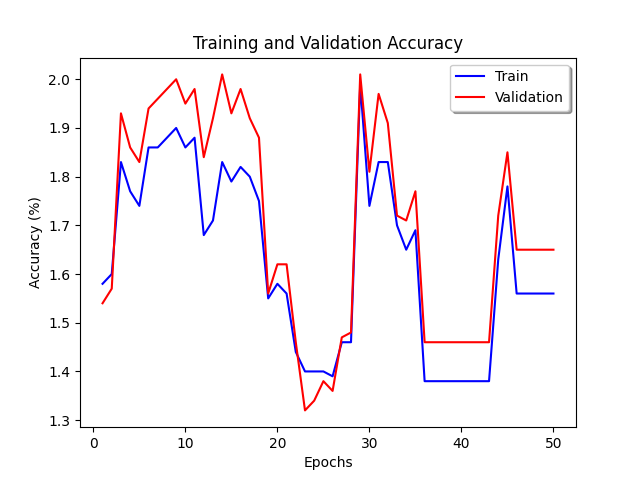 Training and Validation Accuracy
Train
Validation
Accuracy (%)
2.0
1.9
1.8
1.7
1.6
1.5
1.4
1.3
0 10 20 30 40 50
Epochs